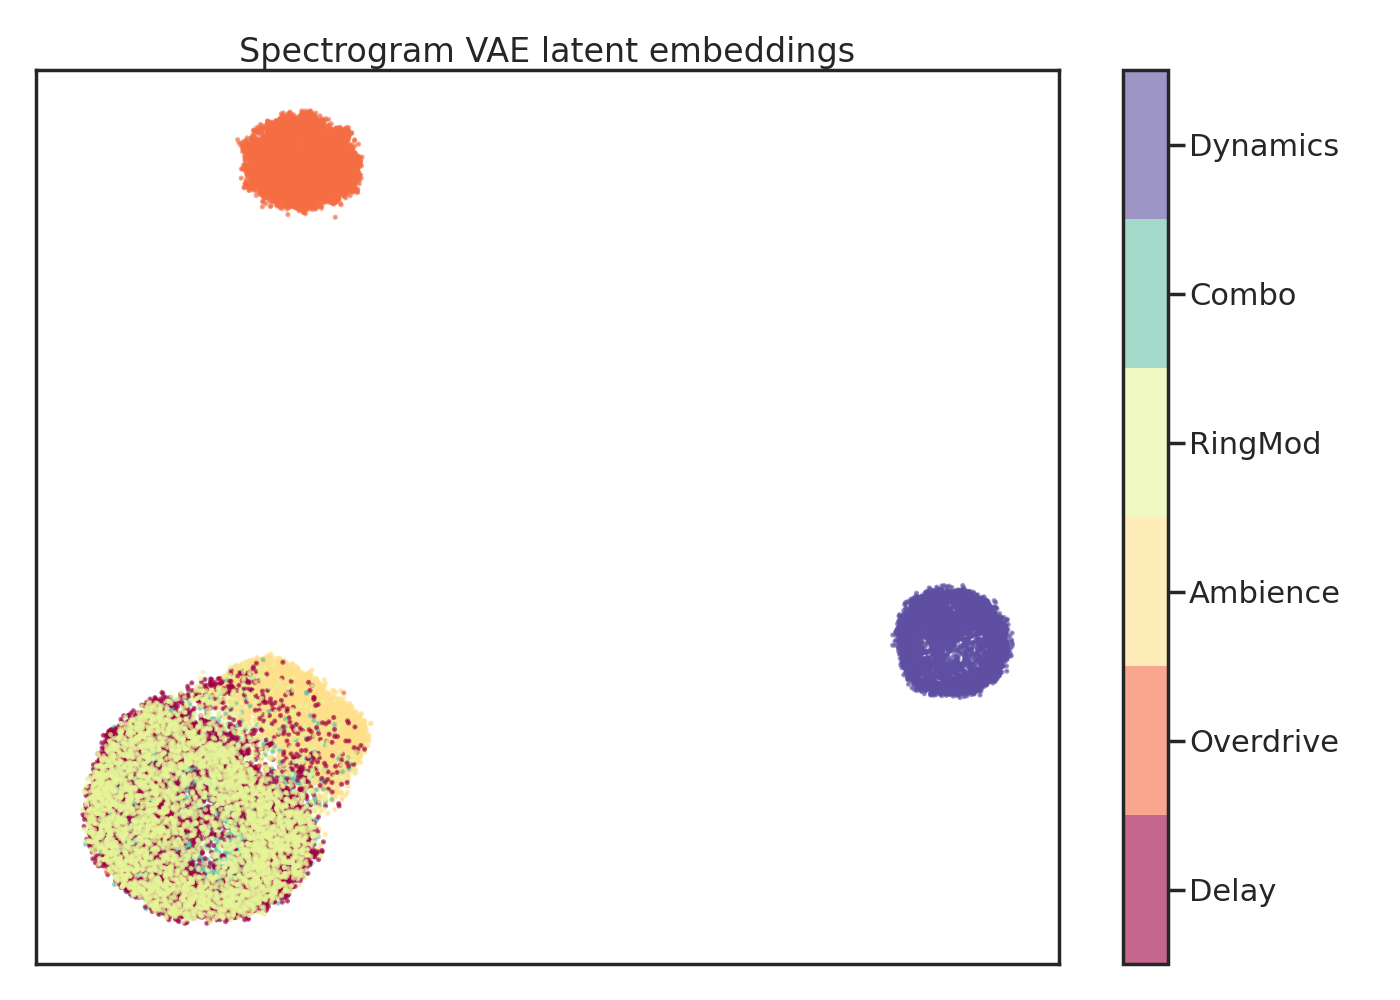 Spectrogram VAE latent embeddings
Dynamics
Combo
RingMod
Ambience
Overdrive
Delay